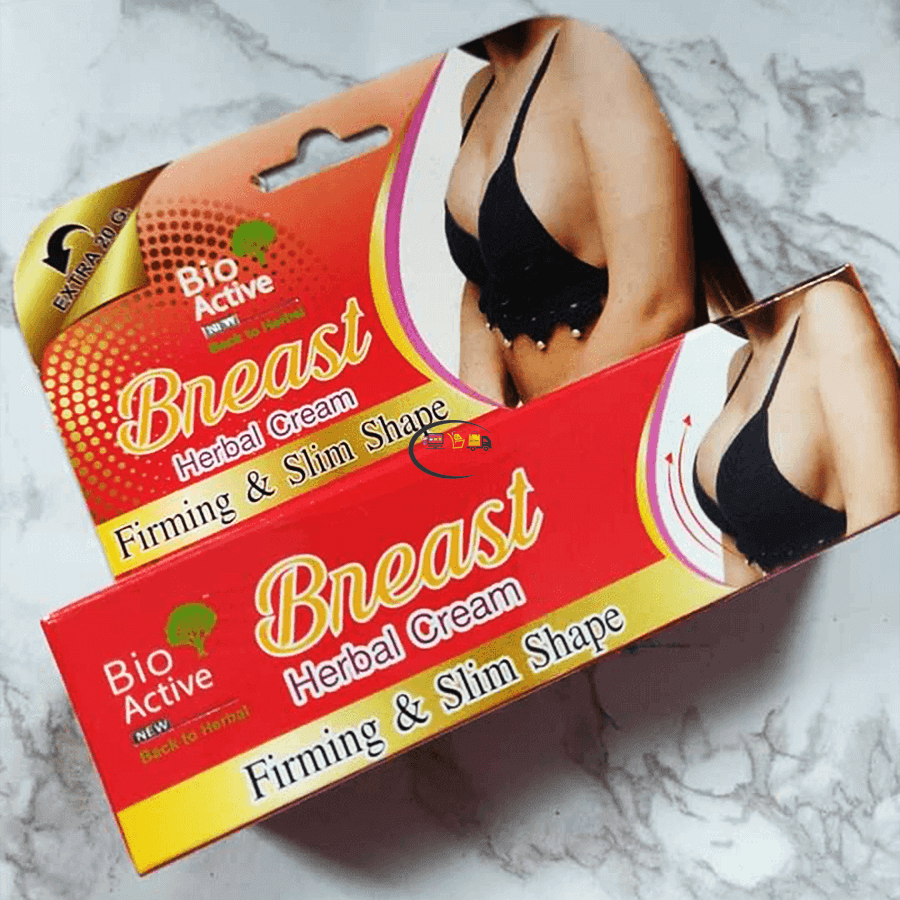 EXTRA 20 G.
Bio
Active
NEW
Back to Herbal
Breast
Herbal Cream
Firming & Slim Shape
Bio
Active
NEW
Back to Herbal
Breast
Herbal Cream
Firming & Slim Shape